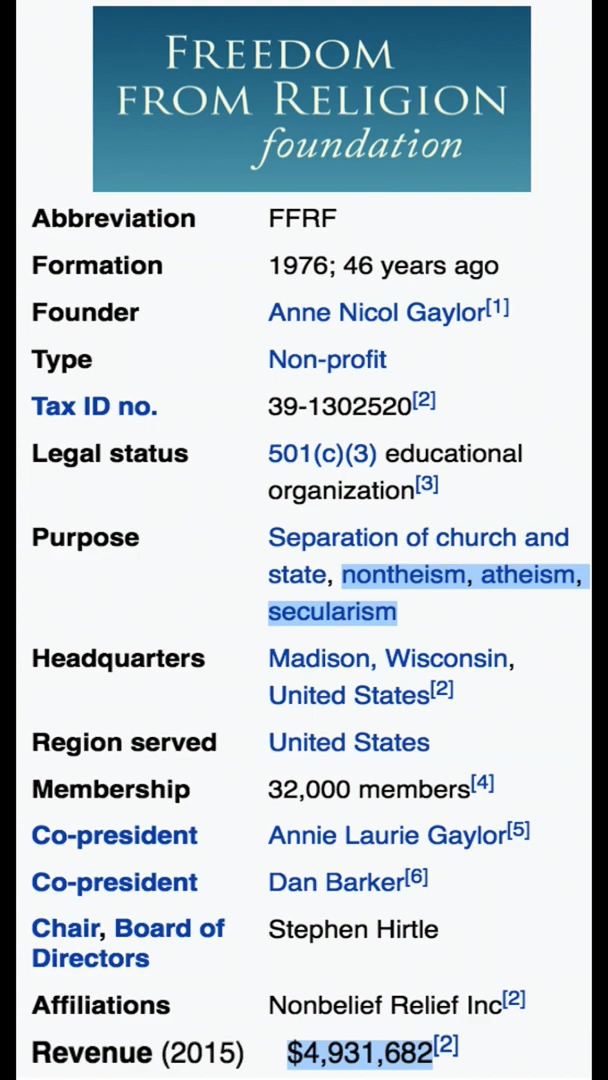 FREEDOM
FROM RELIGION
foundation
Abbreviation FFRF
Formation 1976; 46 years ago
Founder Anne Nicol Gaylor[1]
Type Non-profit
Tax ID no. 39-1302520[2]
Legal status 501(c)(3) educational
organization[3]
Purpose Separation of church and
state, nontheism, atheism,
secularism
Headquarters Madison, Wisconsin,
United States[2]
Region served United States
Membership 32,000 members[4]
Co-president Annie Laurie Gaylor[5]
Co-president Dan Barker[6]
Chair, Board of Stephen Hirtle
Directors
Affiliations Nonbelief Relief Inc[2]
Revenue (2015) $4,931,682[2]